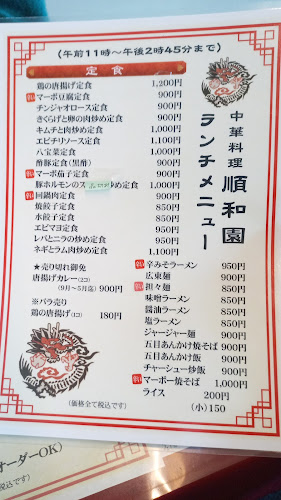 (午前11時〜午後2時45分まで)
定食
鶏の唐揚げ定食 1,200円
マーボ豆腐定食 900円
チンジャオロース定食 900円
きくらげと卵の肉炒め定食 900円
キムチと肉炒め定食 1,000円
エビチリソース定食 1,100円
八宝菜定食 1,000円
酢豚定食(黒酢) 900円
マーボ茄子定食 900円
豚ホルモンのス 炒め定食 1,000円
回鍋肉定食 900円
焼餃子定食 850円
水餃子定食 850円
エビマヨ定食 950円
レバとニラの炒め定食 950円
ネギとラム肉炒め定食 1,100円
★売り切れ御免
唐揚げカレー(3コ) 900円
(9月〜5月迄)
※バラ売り
鶏の唐揚げ(1コ) 180円
(価格全て税込です)
中華料理 順和園
ランチメニュー
辛みそラーメン 950円
広東麺 900円
担々麺 850円
味噌ラーメン 850円
醤油ラーメン 850円
塩ラーメン 850円
ジャージャー麺 900円
五目あんかけ焼そば 900円
五目あんかけ飯 900円
チャーシュー炒飯 900円
マーボー焼そば 1,000円
ライス 200円
(小)150
オーダーOK)
税込です)